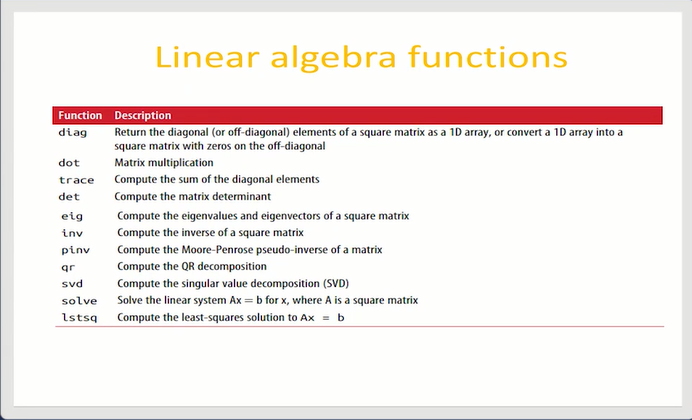 Linear algebra functions
Function Description
diag Return the diagonal (or off-diagonal) elements of a square matrix as a 1D array, or convert a 1D array into a
square matrix with zeros on the off-diagonal
dot Matrix multiplication
trace Compute the sum of the diagonal elements
det Compute the matrix determinant
eig Compute the eigenvalues and eigenvectors of a square matrix
inv Compute the inverse of a square matrix
pinv Compute the Moore-Penrose pseudo-inverse of a matrix
qr Compute the QR decomposition
svd Compute the singular value decomposition (SVD)
solve Solve the linear system Ax = b for x, where A is a square matrix
lstsq Compute the least-squares solution to Ax = b